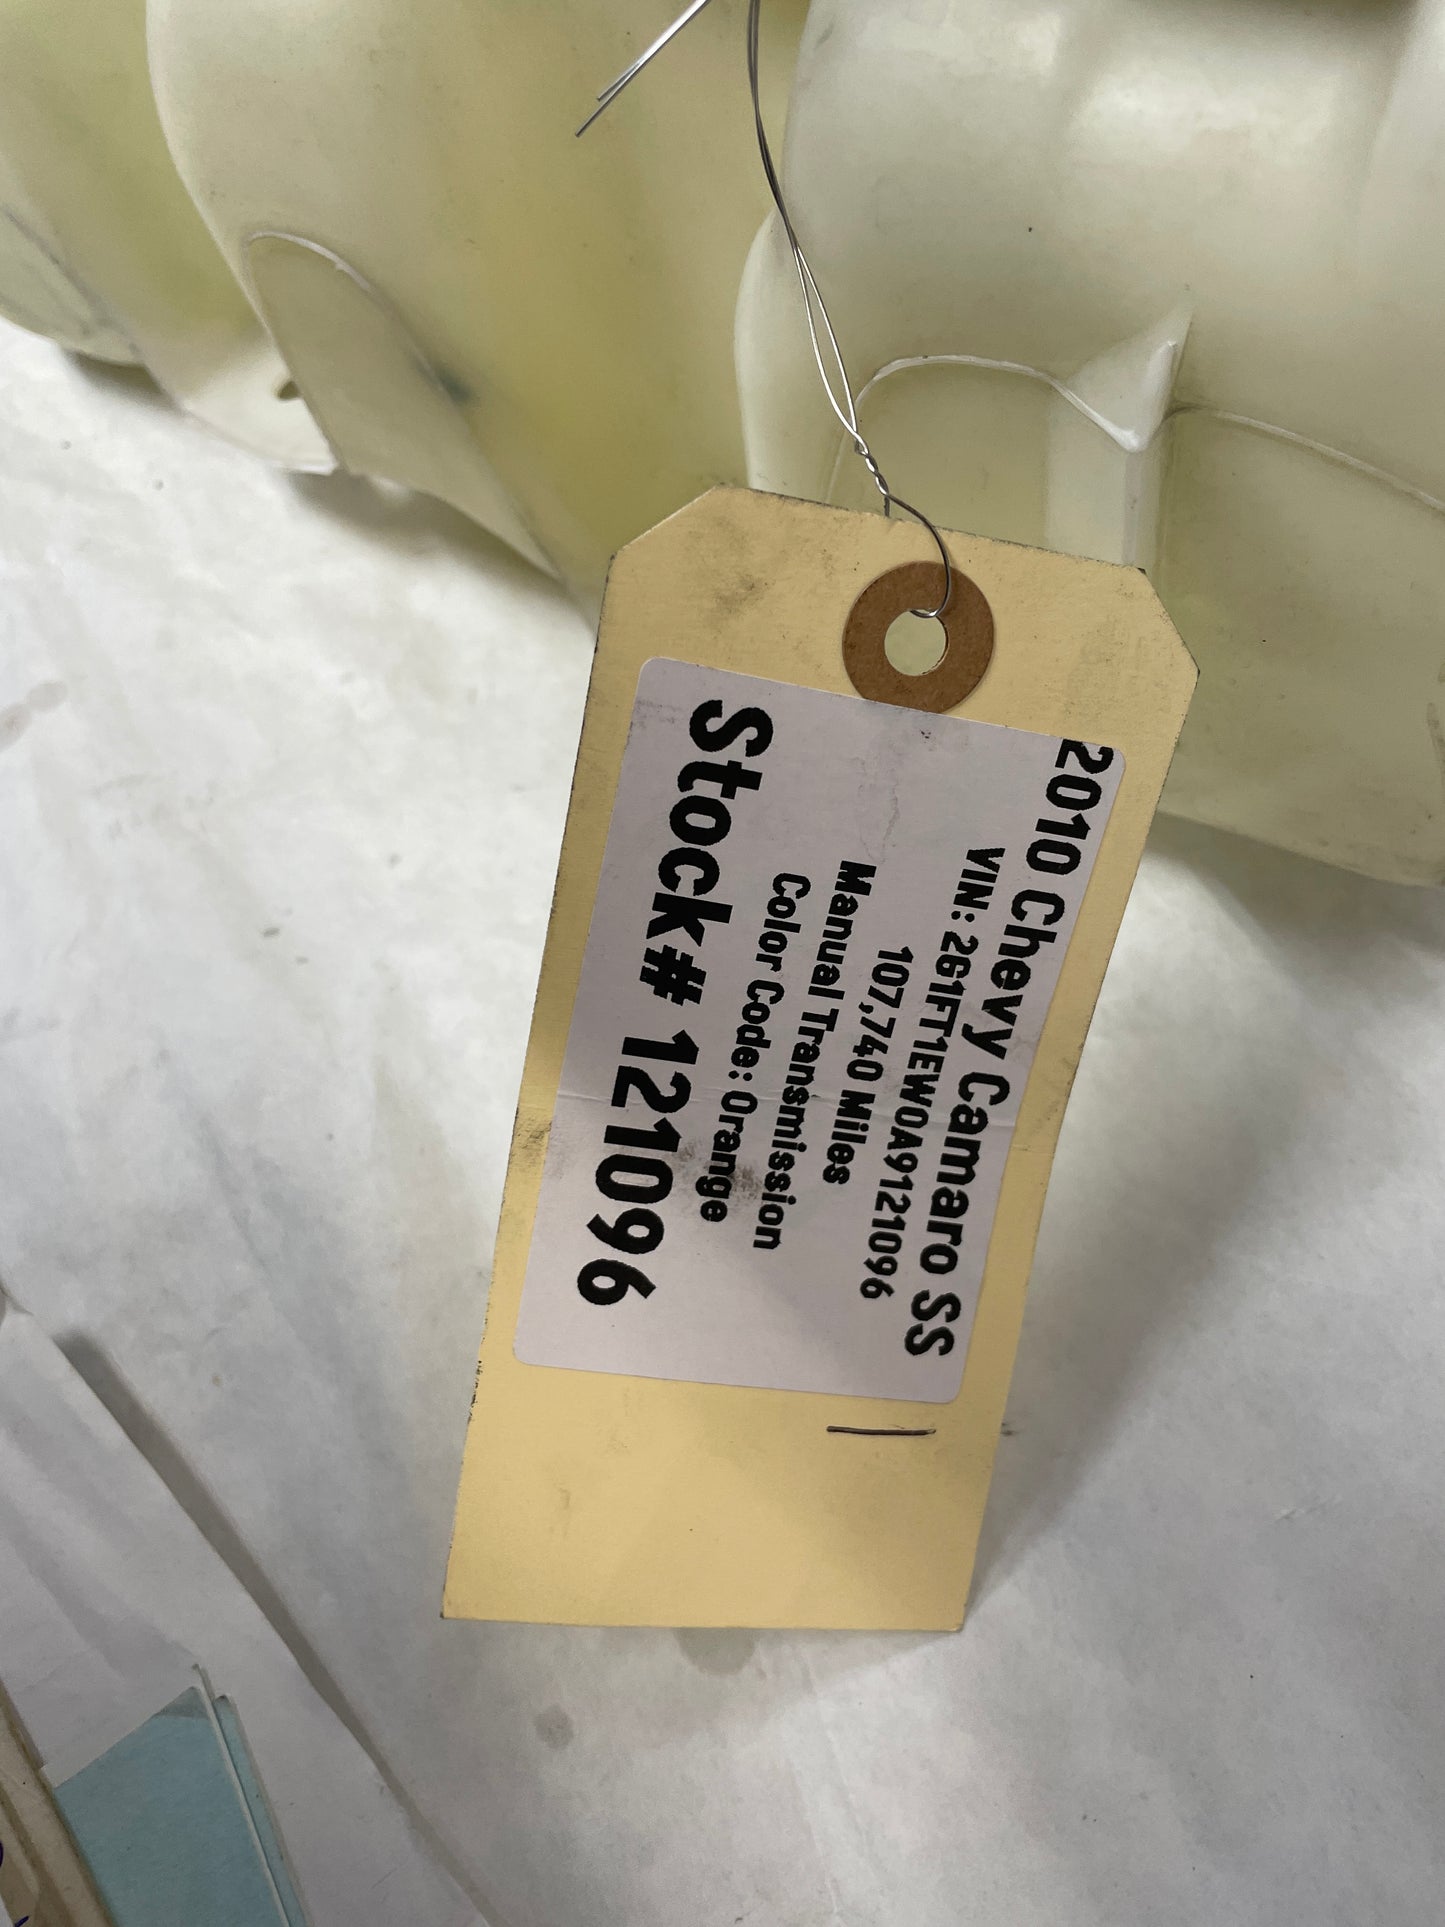 2010 Chevy Camaro SS
VIN: 2G1FT1EW0A9121096
107,740 Miles
Manual Transmission
Color Code: Orange
Stock# 121096